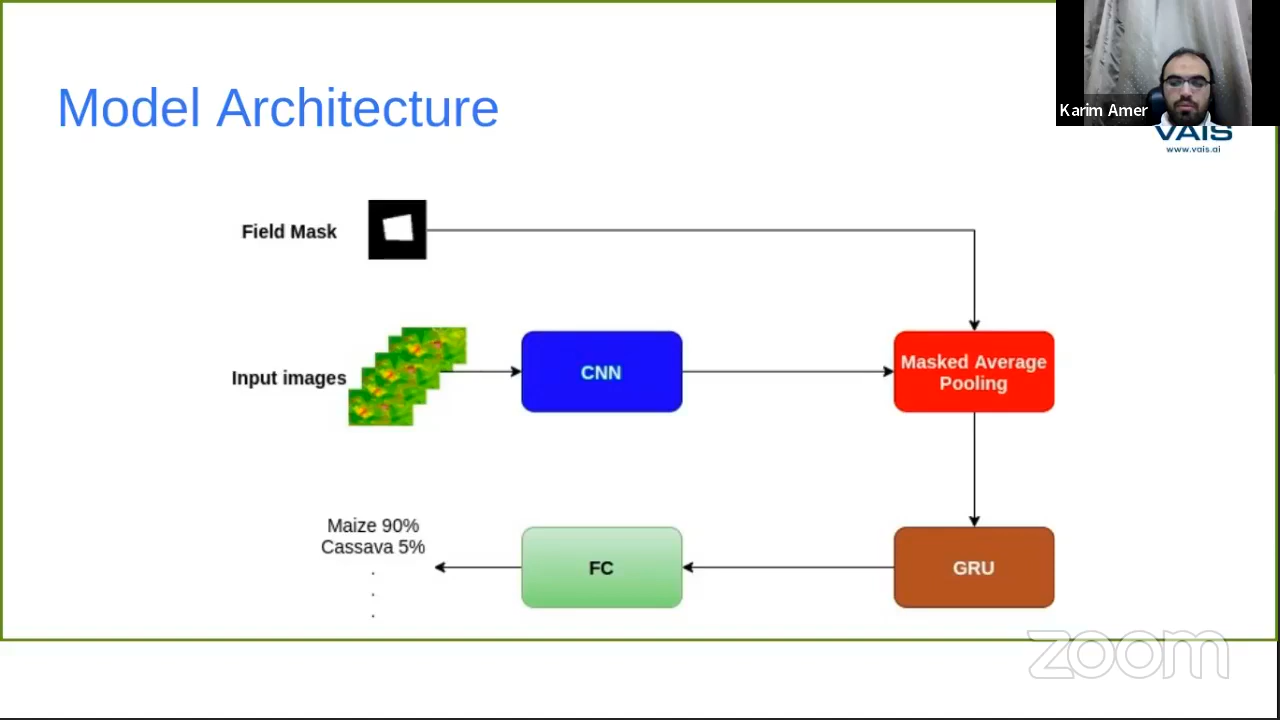 Model Architecture
Karim Amer
VAIS
www.vais.ai
Field Mask
Input images
CNN
Masked Average
Pooling
Maize 90%
Cassava 5%
.
.
.
FC
GRU
zoom